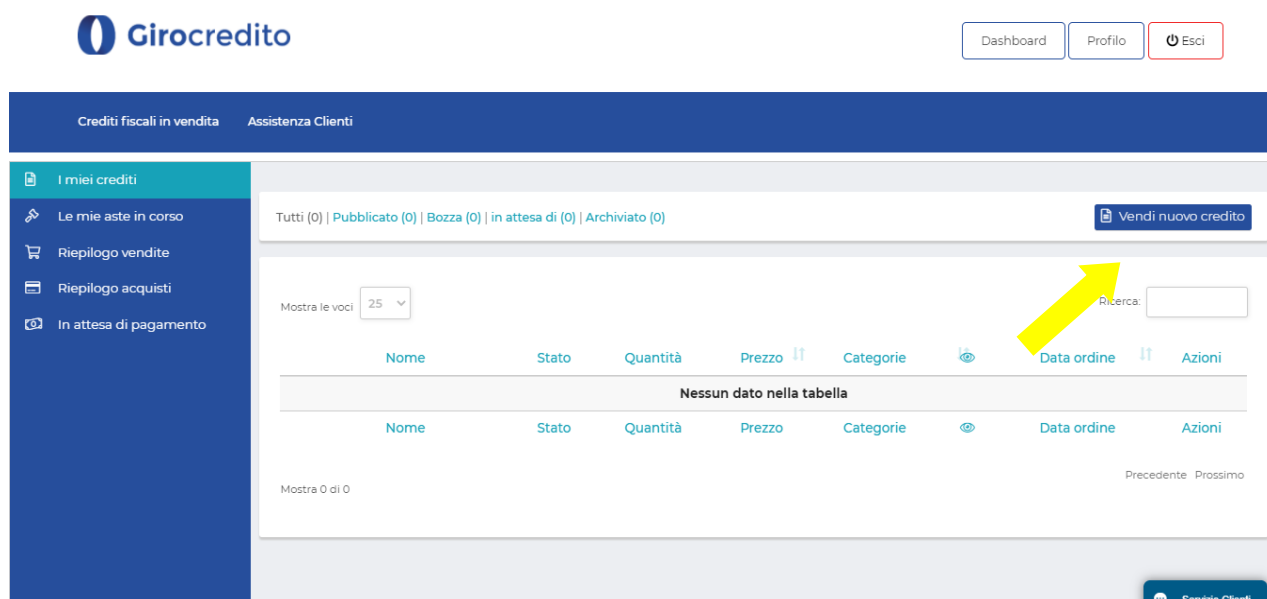 Girocredito
Dashboard Profilo Esci
Crediti fiscali in vendita Assistenza Clienti
I miei crediti
Le mie aste in corso
Riepilogo vendite
Riepilogo acquisti
In attesa di pagamento
Tutti (0) | Pubblicato (0) | Bozza (0) | in attesa di (0) | Archiviato (0)
Vendi nuovo credito
Mostra le voci 25
Ricerca:
Nome Stato Quantità Prezzo Categorie Data ordine Azioni
Nessun dato nella tabella
Nome Stato Quantità Prezzo Categorie Data ordine Azioni
Precedente Prossimo
Mostra 0 di 0
Servizio Clienti